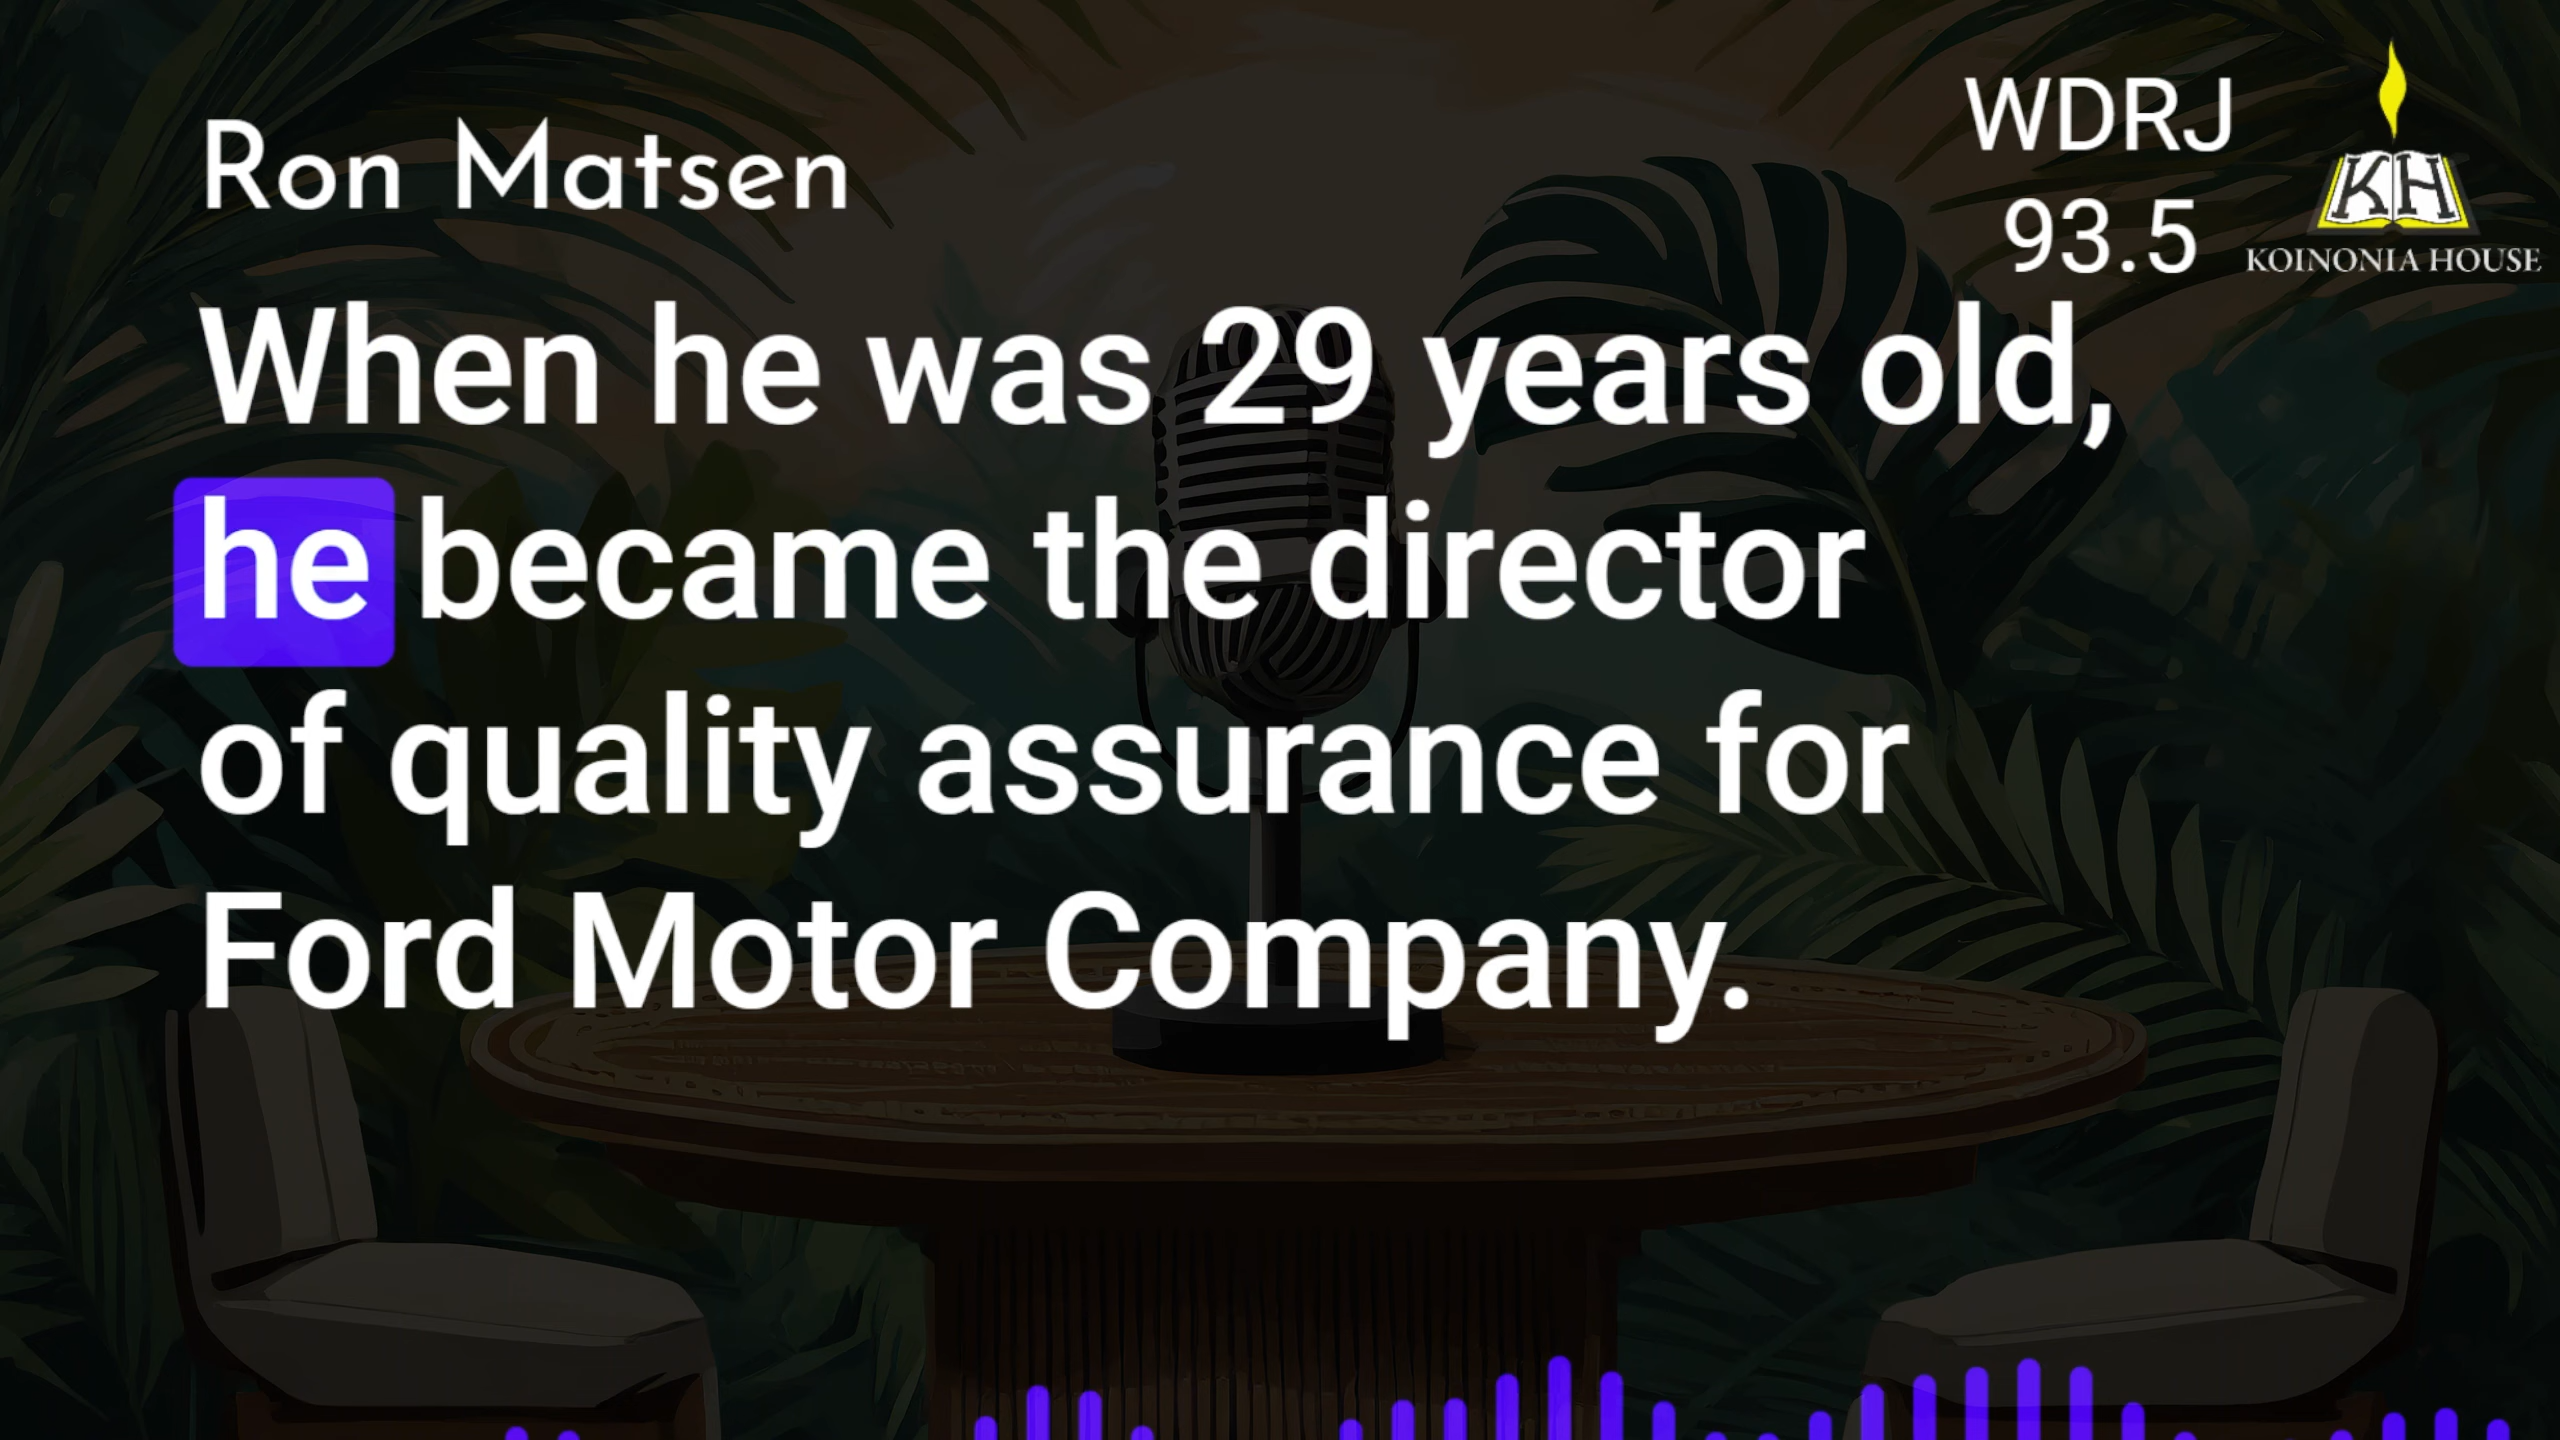 Ron Matsen
WDRJ
93.5
KH
KOINONIA HOUSE
When he was 29 years old,
he became the director
of quality assurance for
Ford Motor Company.